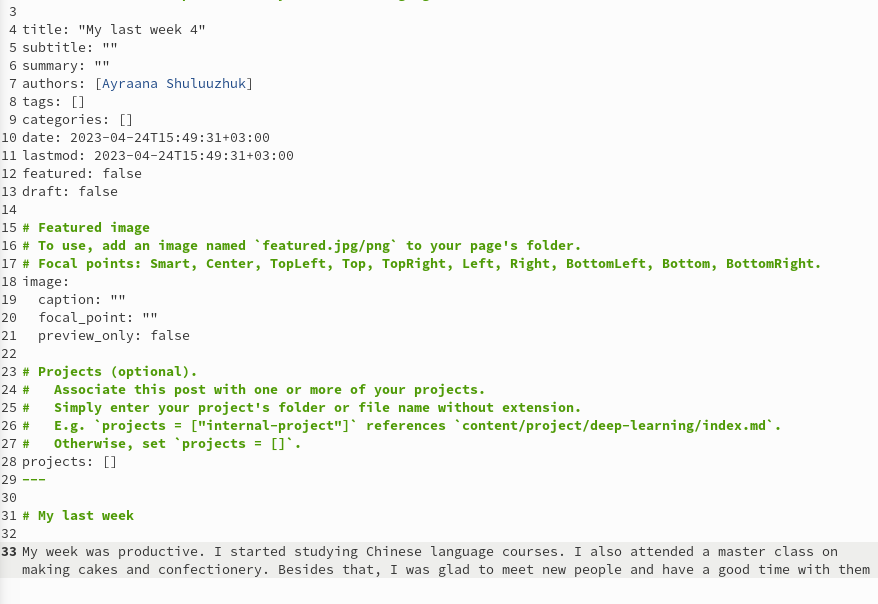 3
4 title: "My last week 4"
5 subtitle: ""
6 summary: ""
7 authors: [Ayraana Shuluuzhuk]
8 tags: []
9 categories: []
10 date: 2023-04-24T15:49:31+03:00
11 lastmod: 2023-04-24T15:49:31+03:00
12 featured: false
13 draft: false
14
15 # Featured image
16 # To use, add an image named `featured.jpg/png` to your page's folder.
17 # Focal points: Smart, Center, TopLeft, Top, TopRight, Left, Right, BottomLeft, Bottom, BottomRight.
18 image:
19   caption: ""
20   focal_point: ""
21   preview_only: false
22
23 # Projects (optional).
24 #   Associate this post with one or more of your projects.
25 #   Simply enter your project's folder or file name without extension.
26 #   E.g. `projects = ["internal-project"]` references `content/project/deep-learning/index.md`.
27 #   Otherwise, set `projects = []`.
28 projects: []
29 ---
30
31 # My last week
32
33 My week was productive. I started studying Chinese language courses. I also attended a master class on
making cakes and confectionery. Besides that, I was glad to meet new people and have a good time with them